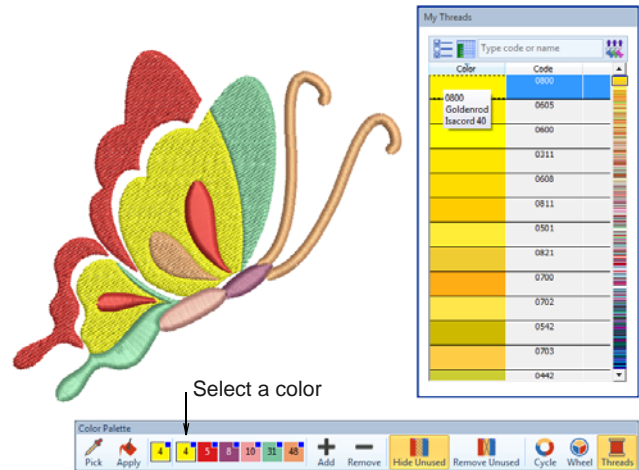 My Threads
Type code or name
Color Code
0800
0800
Goldenrod
Isacord 40
0605
0600
0311
0608
0811
0501
0821
0700
0702
0542
0703
0442
Select a color
Color Palette
4 4 5 8 10 31 48
Pick Apply Add Remove Hide Unused Remove Unused Cycle Wheel Threads